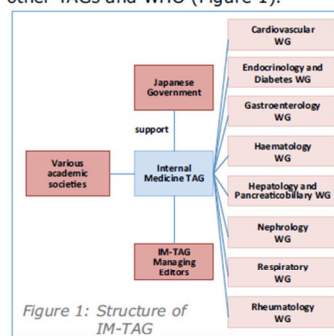 other TAGs and WHO (Figure 1).
Cardiovascular
WG
Endocrinology and
Diabetes WG
Japanese
Government
Gastroenterology
WG
support
Haematology
WG
Various
academic
societies
Internal
Medicine TAG
Hepatology and
Pancreaticobiliary WG
Nephrology
WG
IM-TAG
Managing
Editors
Respiratory
WG
Rheumatology
WG
Figure 1: Structure of
IM-TAG